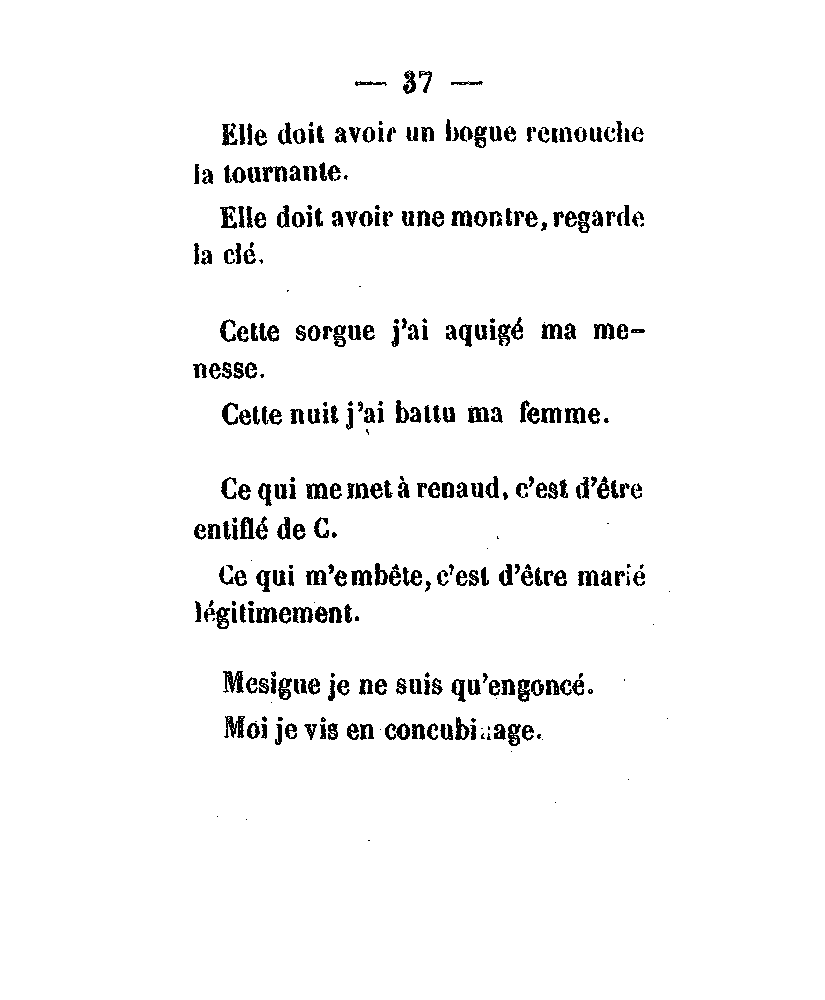 — 37 —
Elle doit avoir un bogue remouche
la tournante.
Elle doit avoir une montre, regarde
la clé.
Cette sorgue j'ai aquigé ma me-
nesse.
Cette nuit j'ai battu ma femme.
Ce qui me met à renaud, c'est d'être
entiflé de C.
Ce qui m'embête, c'est d'être marié
légitimement.
Mesigue je ne suis qu'engoncé.
Moi je vis en concubinage.